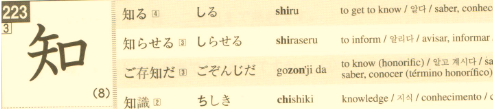 223
3
知
(8)
知る ④ しる shiru to get to know / 알다 / saber, conhec
知らせる ③ しらせる shiraseru to inform / 알리다 / avisar, informar
ご存知だ ③ ごぞんじだ gozonji da to know (honorific) / 알고 계시다 / sa
saber, conocer (término honorífico)
知識 ② ちしき chishiki knowledge / 지식 / conhecimento /